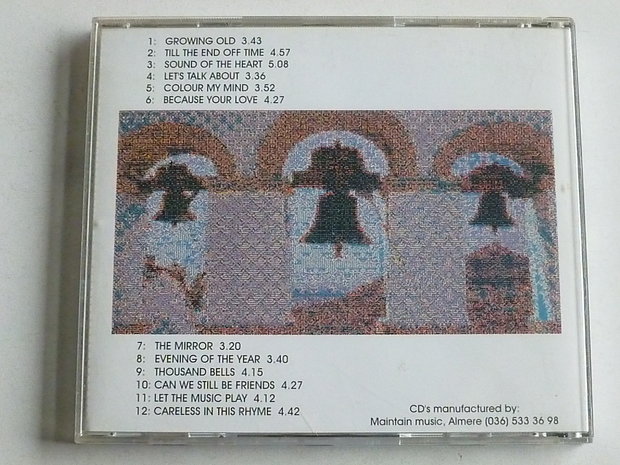 1: GROWING OLD 3.43
2: TILL THE END OFF TIME 4.57
3: SOUND OF THE HEART 5.08
4: LET'S TALK ABOUT 3.36
5: COLOUR MY MIND 3.52
6: BECAUSE YOUR LOVE 4.27
7: THE MIRROR 3.20
8: EVENING OF THE YEAR 3.40
9: THOUSAND BELLS 4.15
10: CAN WE STILL BE FRIENDS 4.27
11: LET THE MUSIC PLAY 4.12
12: CARELESS IN THIS RHYME 4.42
CD's manufactured by:
Maintain music, Almere (036) 533 36 98